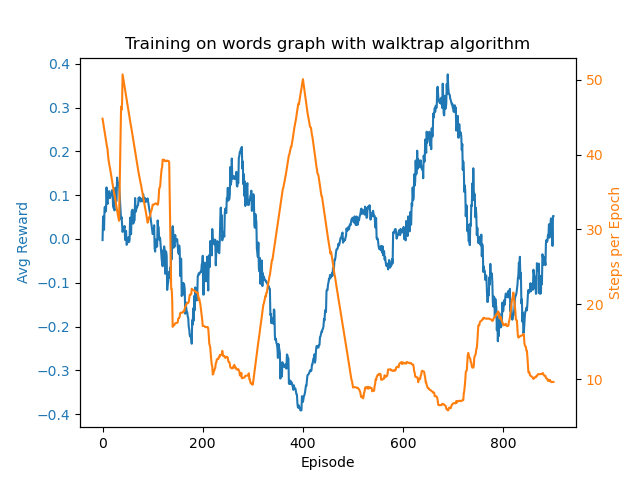 Training on words graph with walktrap algorithm
0.4
0.3
0.2
0.1
0.0
−0.1
−0.2
−0.3
−0.4
Avg Reward
50
40
30
20
10
Steps per Epoch
0 200 400 600 800
Episode